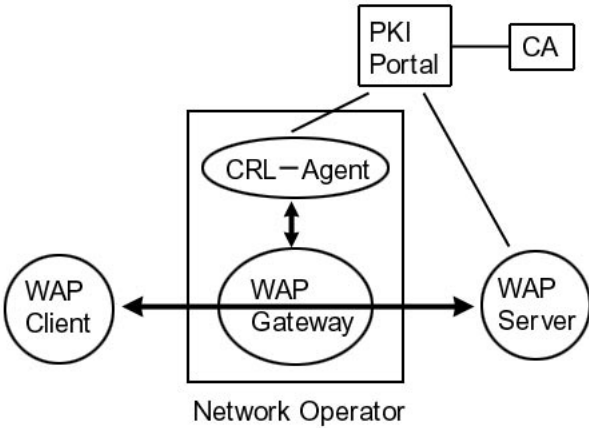 PKI
Portal
CA
CRL-Agent
WAP
Client
WAP
Gateway
WAP
Server
Network Operator